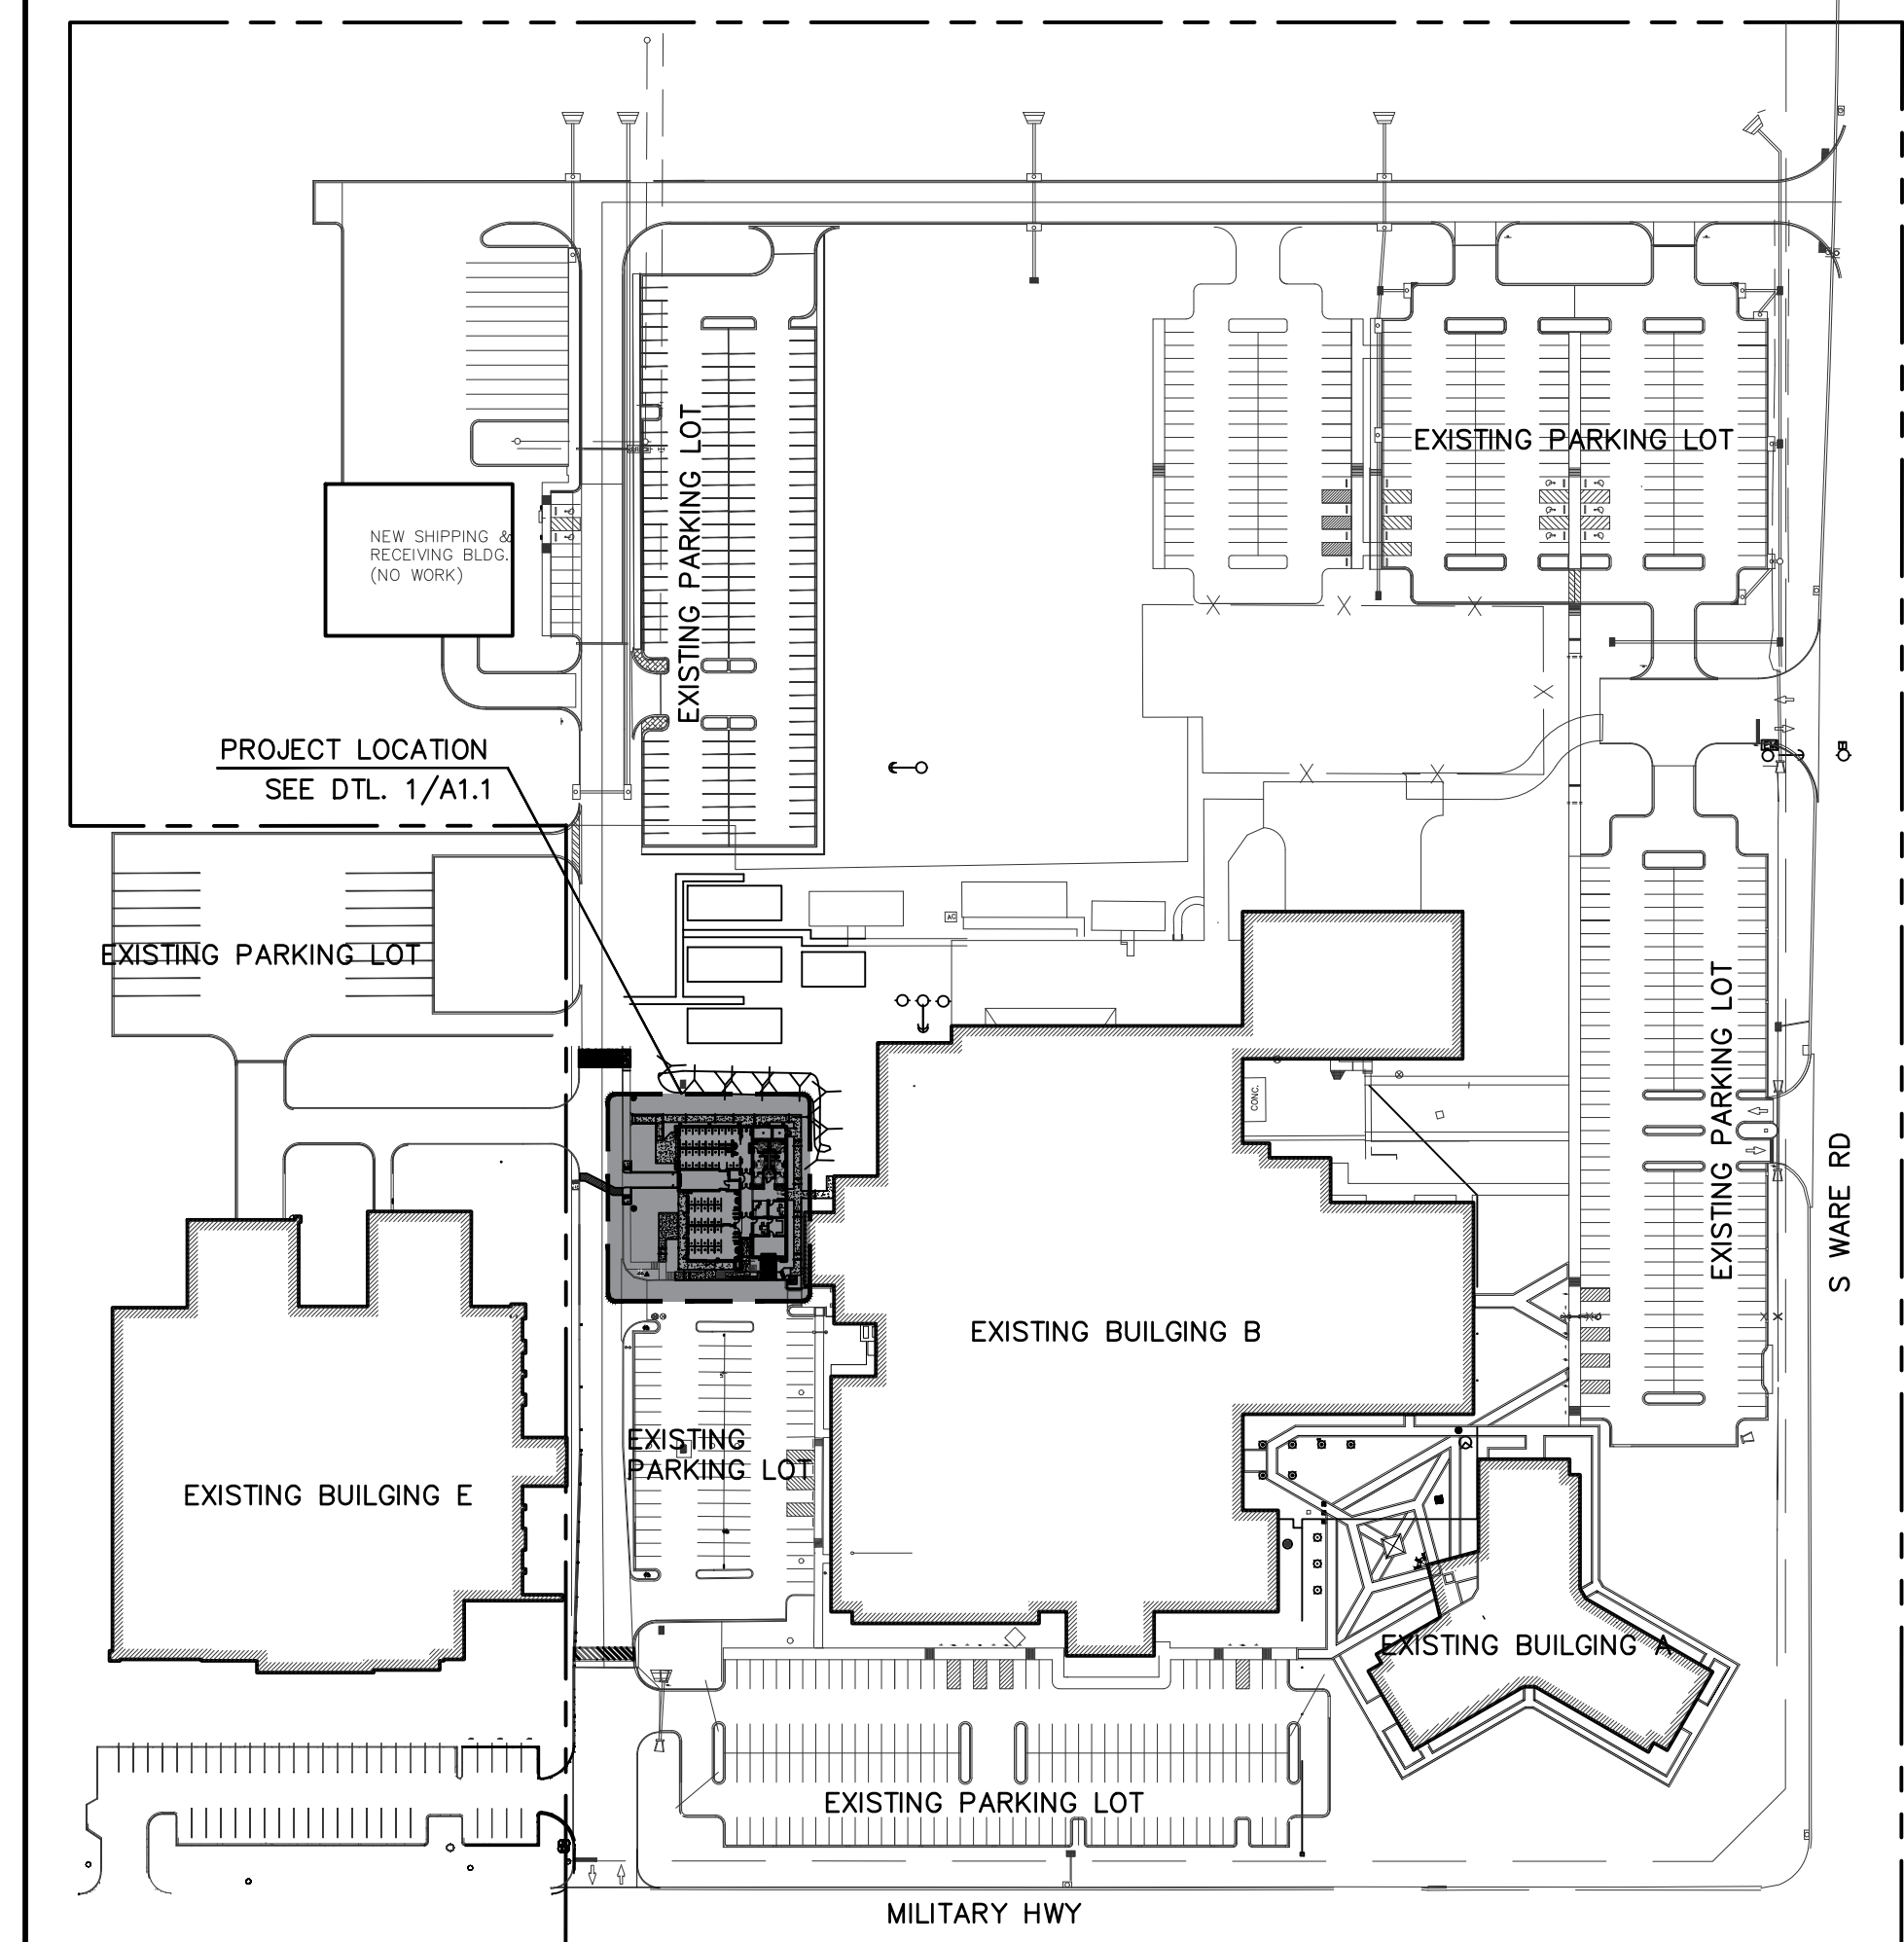 EXISTING PARKING LOT
EXISTING PARKING LOT
NEW SHIPPING &
RECEIVING BLDG.
(NO WORK)
PROJECT LOCATION
SEE DTL. 1/A1.1
AC
EXISTING PARKING LOT
EXISTING PARKING LOT
CONC.
S WARE RD
EXISTING BUILGING B
EXISTING
PARKING LOT
EXISTING BUILGING E
EXISTING BUILGING A
EXISTING PARKING LOT
MILITARY HWY